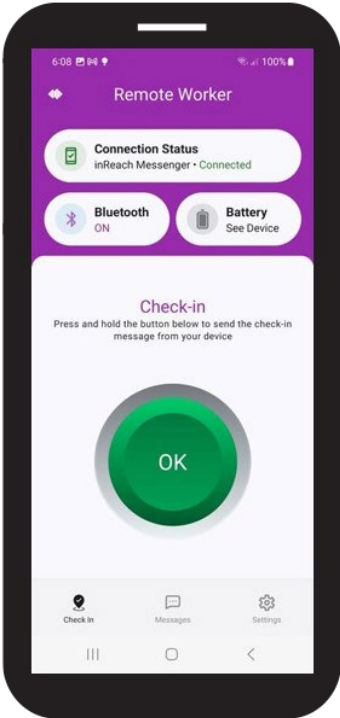 6:08 100%
Remote Worker
Connection Status
inReach Messenger • Connected
Bluetooth
ON
Battery
See Device
Check-in
Press and hold the button below to send the check-in
message from your device
OK
Check In
Messages
Settings